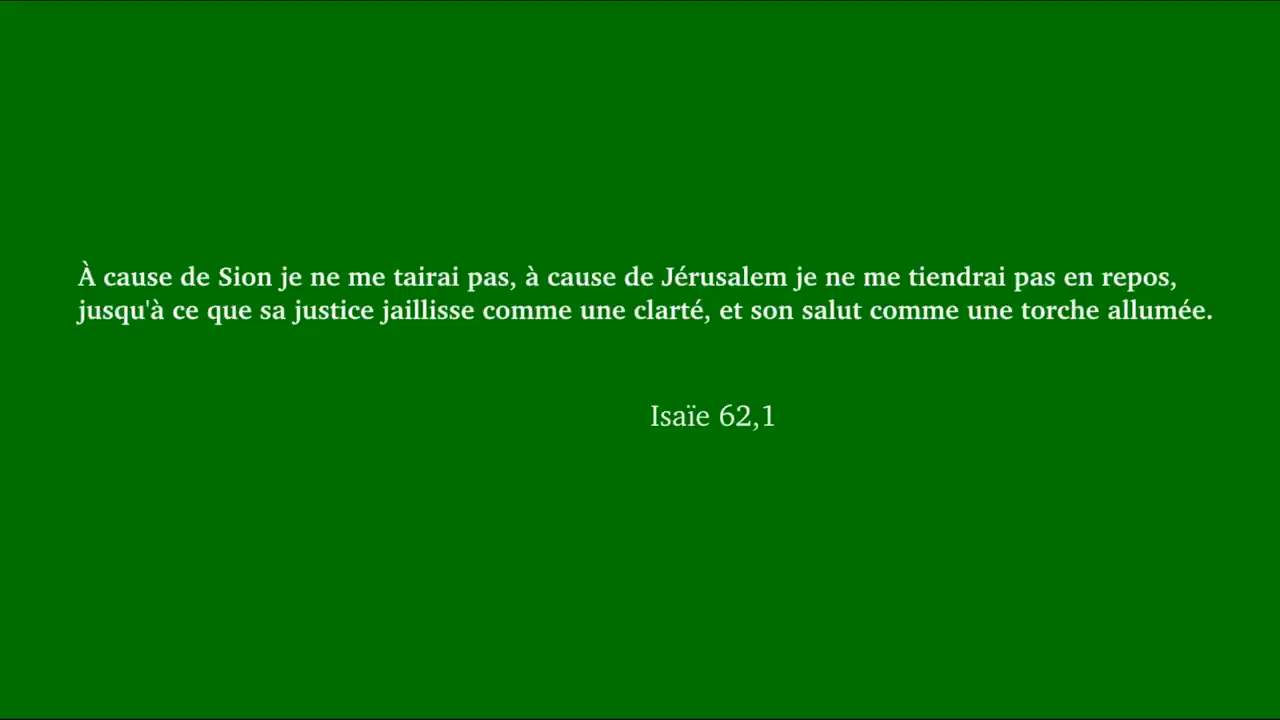 À cause de Sion je ne me tairai pas, à cause de Jérusalem je ne me tiendrai pas en repos,
jusqu'à ce que sa justice jaillisse comme une clarté, et son salut comme une torche allumée.
Isaïe 62,1